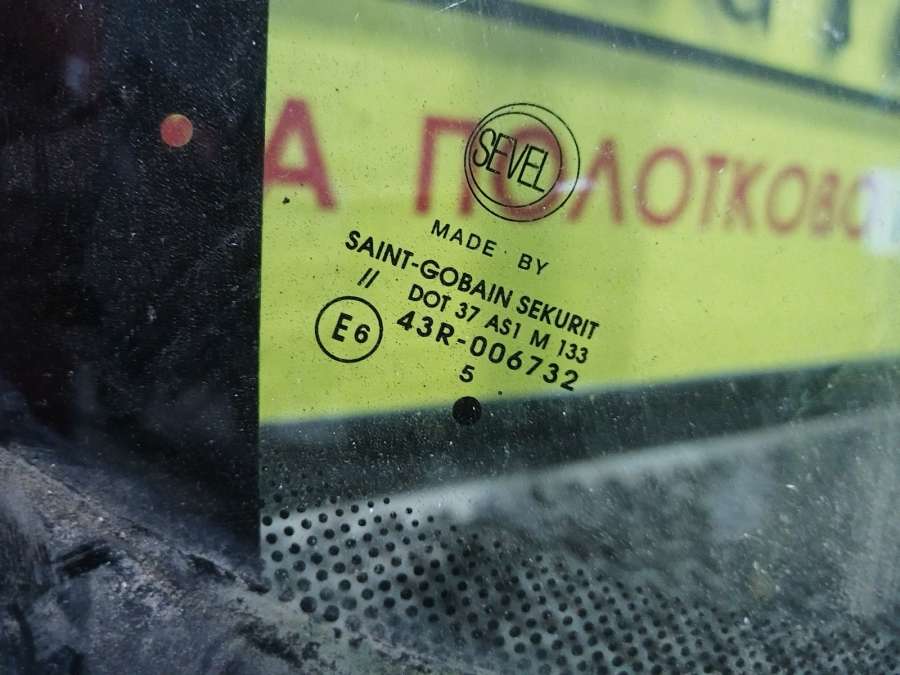 А ПОЛОТКОВО
SEVEL
MADE · BY
SAINT-GOBAIN SEKURIT
// DOT 37 AS1 M 133
E6 43R-006732
5